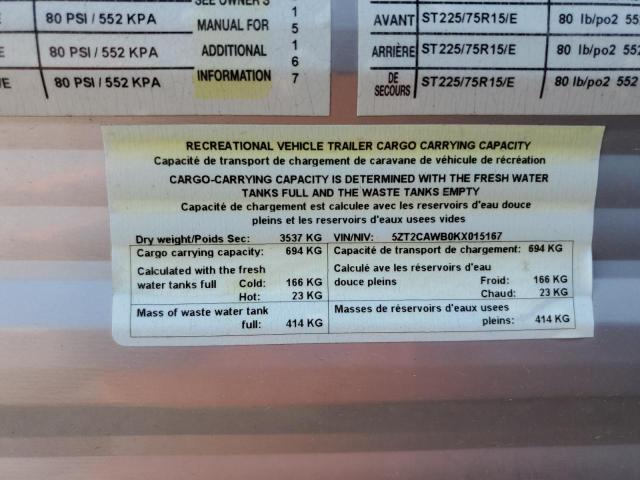 80 PSI / 552 KPA
SEE OWNER'S
MANUAL FOR
ADDITIONAL
INFORMATION
80 PSI / 552 KPA
80 PSI / 552 KPA
1
5
1
6
7
AVANT ST225/75R15/E 80 lb/po2 552
ARRIÈRE ST225/75R15/E 80 lb/po2 552
DE
SECOURS ST225/75R15/E 80 lb/po2 552
RECREATIONAL VEHICLE TRAILER CARGO CARRYING CAPACITY
Capacité de transport de chargement de caravane de véhicule de récréation
CARGO-CARRYING CAPACITY IS DETERMINED WITH THE FRESH WATER
TANKS FULL AND THE WASTE TANKS EMPTY
Capacité de chargement est calculee avec les reservoirs d'eau douce
pleins et les reservoirs d'eaux usees vides
Dry weight/Poids Sec: 3537 KG VIN/NIV: 5ZT2CAWB0KX015167
Cargo carrying capacity: 694 KG
Calculated with the fresh
water tanks full Cold: 166 KG
Hot: 23 KG
Mass of waste water tank
full: 414 KG
Capacité de transport de chargement: 694 KG
Calculé ave les réservoirs d'eau
douce pleins Froid: 166 KG
Chaud: 23 KG
Masses de réservoirs d'eaux usees
pleins: 414 KG